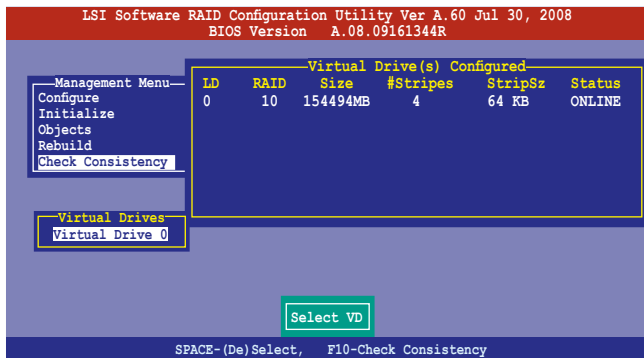 LSI Software RAID Configuration Utility Ver A.60 Jul 30, 2008
BIOS Version A.08.09161344R
Virtual Drive(s) Configured
LD RAID Size #Stripes StripSz Status
0 10 154494MB 4 64 KB ONLINE
Management Menu
Configure
Initialize
Objects
Rebuild
Check Consistency
Virtual Drives
Virtual Drive 0
Select VD
SPACE-(De)Select, F10-Check Consistency